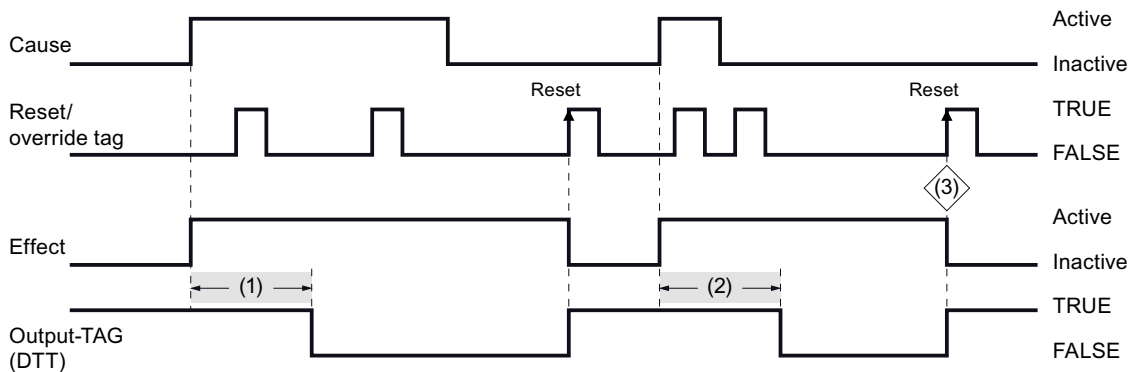 Cause
Active
Inactive
Reset/
override tag
Reset
Reset
TRUE
FALSE
(3)
Effect
Active
Inactive
(1)
(2)
Output-TAG
(DTT)
TRUE
FALSE